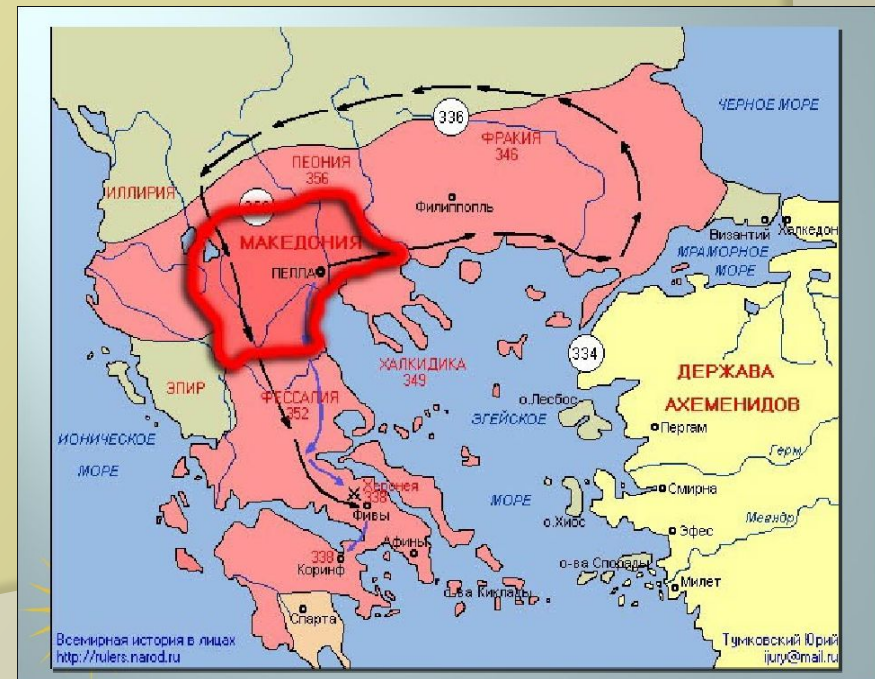 ЧЕРНОЕ МОРЕ
336
ФРАКИЯ
346
ПЕОНИЯ
356
ИЛЛИРИЯ
Филиппополь
Византий
Халкедон
МАКЕДОНИЯ
МРАМОРНОЕ
МОРЕ
ПЕЛЛА
334
ХАЛКИДИКА
349
ДЕРЖАВА
АХЕМЕНИДОВ
ЭПИР
ФЕССАЛИЯ
352
о.Лесбос
ЭГЕЙСКОЕ
Пергам
ИОНИЧЕСКОЕ
МОРЕ
Герм
Херонея
338
МОРЕ
Смирна
Фивы
о.Хиос
Меандр
Эфес
Афины
338
Коринф
о-ва Спорады
Милет
о-ва Киклады
Спарта
Всемирная история в лицах
http://rulers.narod.ru
Тумковский Юрий
ijury@mail.ru